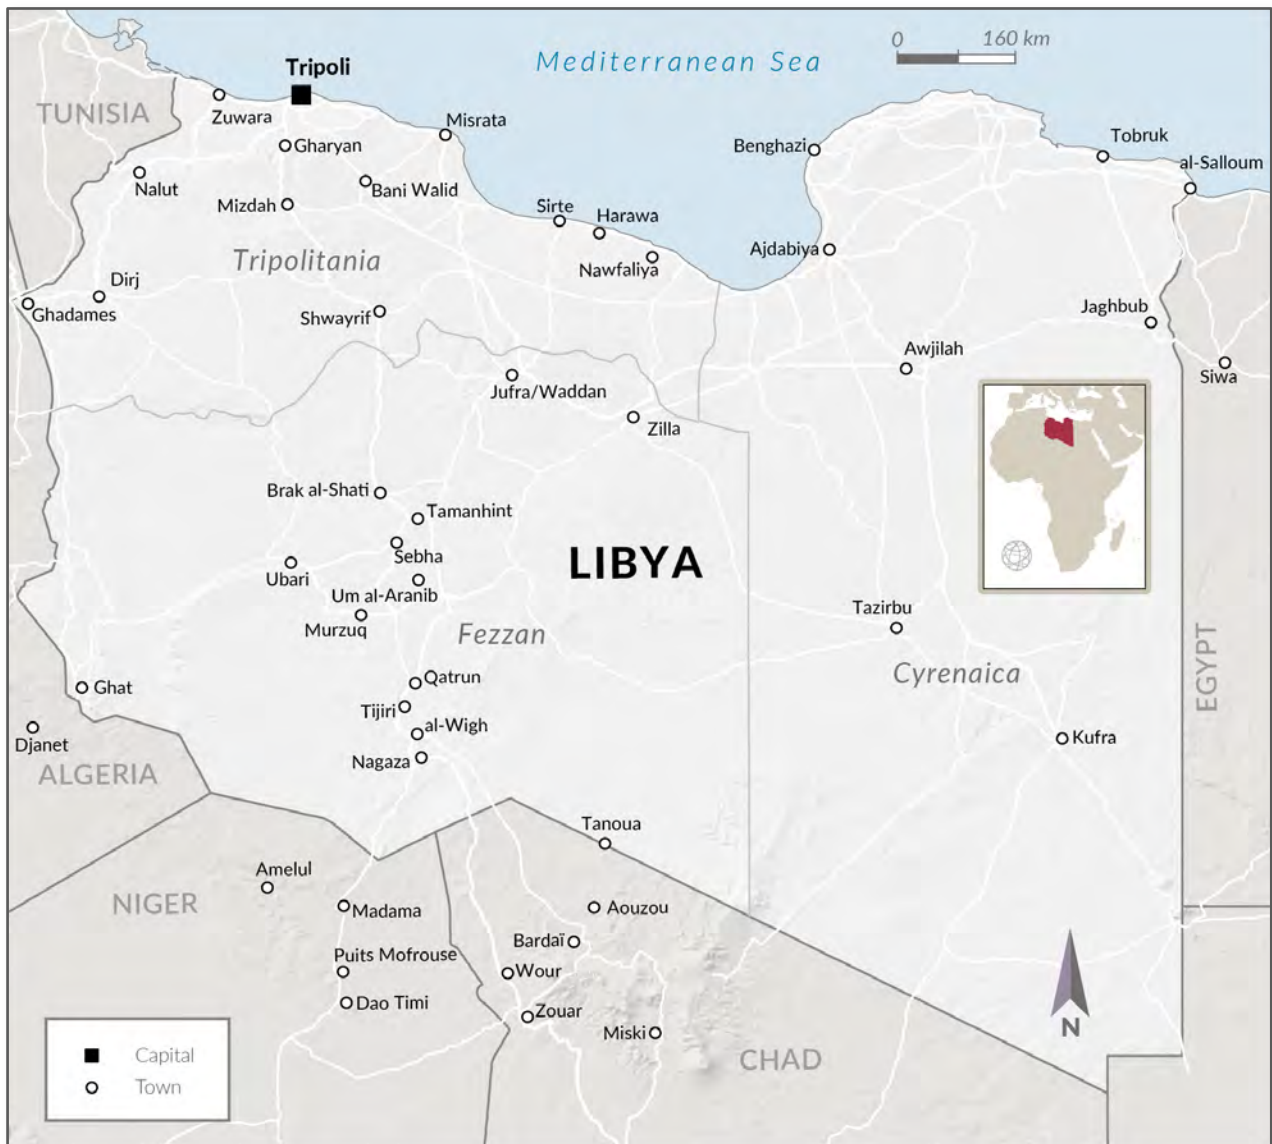 0 160 km
Mediterranean Sea
Tripoli
TUNISIA
Zuwara
Misrata
Gharyan
Benghazi
Tobruk
al-Salloum
Nalut
Bani Walid
Mizdah
Sirte
Harawa
Ajdabiya
Tripolitania
Nawfaliya
Dirj
Ghadames
Shwayrif
Jaghbub
Awjilah
Siwa
Jufra/Waddan
Zilla
Brak al-Shati
Tamanhint
Sebha
LIBYA
Ubari
Um al-Aranib
Tazirbu
Murzuq
Fezzan
EGYPT
Cyrenaica
Qatrun
Ghat
Tijiri
al-Wigh
Kufra
Djanet
Nagaza
ALGERIA
Tanoua
Amelul
NIGER
Madama
Aouzou
Bardaï
Puits Mofrouse
Wour
Dao Timi
Zouar
Miski
N
CHAD
Capital
Town